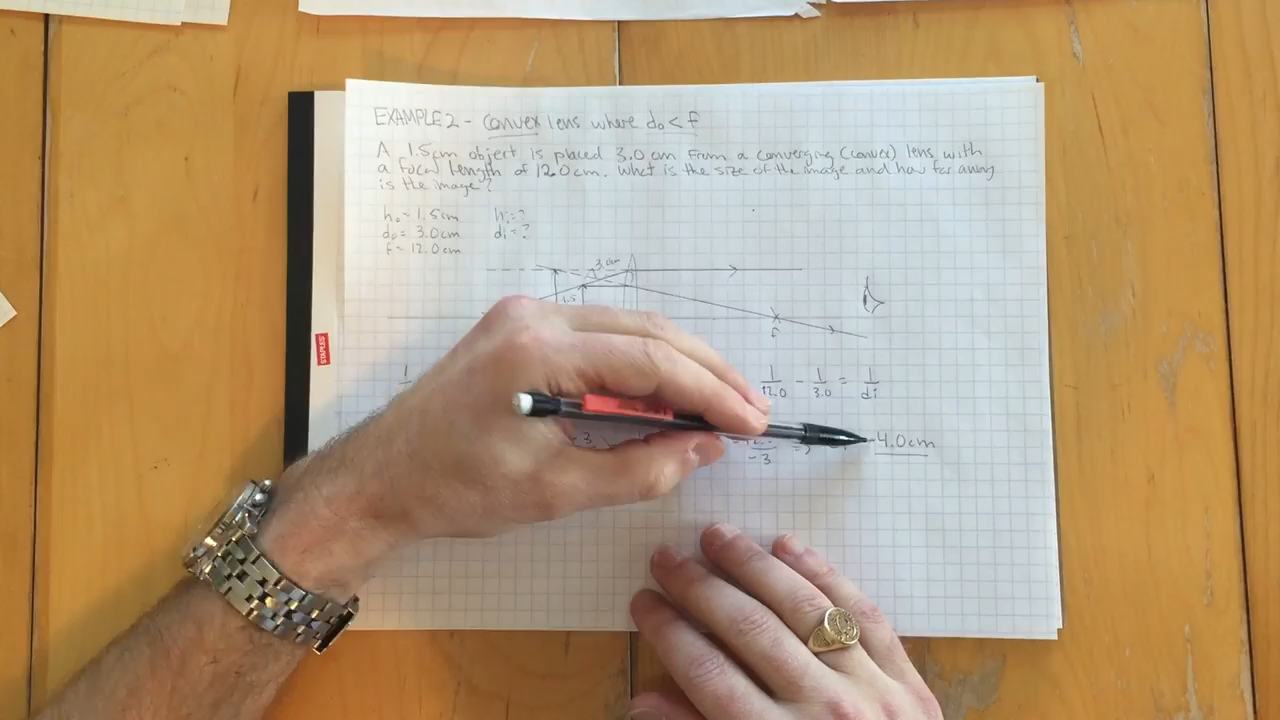 EXAMPLE 2 - convex lens where do < f
A 1.5cm object is placed 3.0 cm from a converging (convex) lens with
a focal length of 12.0cm. What is the size of the image and how far away
is the image?
ho = 1.5cm hi = ?
do = 3.0cm di = ?
f = 12.0cm
3.0cm
1.5
f
1/12.0 - 1/3.0 = 1/di
-3
-4.0cm
STAPLES